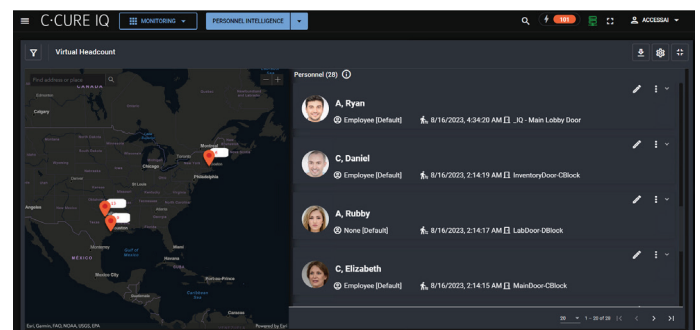 C·CURE IQ
MONITORING
PERSONNEL INTELLIGENCE
101
ACCESSAI
Virtual Headcount
Find address or place
CANADA
Calgary
Montreal
Toronto
Chicago
Philadelphia
St Louis
Angeles
Monterrey
Gulf of
Mexico
Miami
MÉXICO
Havana
Mexico City
Port-au-Prince
Guatemala
Caribbean
Sea
Caracas
Esri, Garmin, FAO, NOAA, USGS, EPA
Powered by Esri
Personnel (28)
A, Ryan
Employee [Default]
8/16/2023, 4:34:20 AM
_IQ - Main Lobby Door
C, Daniel
Employee [Default]
8/16/2023, 2:14:19 AM
InventoryDoor-CBlock
A, Rubby
None [Default]
8/16/2023, 2:14:17 AM
LabDoor-DBlock
C, Elizabeth
Employee [Default]
8/16/2023, 2:14:15 AM
MainDoor-CBlock
20
1 - 20 of 28